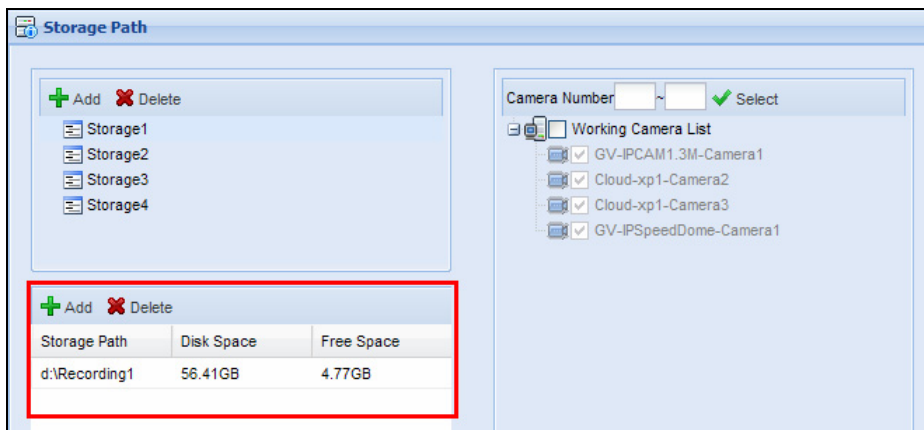 Storage Path
Add Delete
Storage1
Storage2
Storage3
Storage4
Add Delete
Storage Path Disk Space Free Space
d:\Recording1 56.41GB 4.77GB
Camera Number ~ Select
Working Camera List
GV-IPCAM1.3M-Camera1
Cloud-xp1-Camera2
Cloud-xp1-Camera3
GV-IPSpeedDome-Camera1